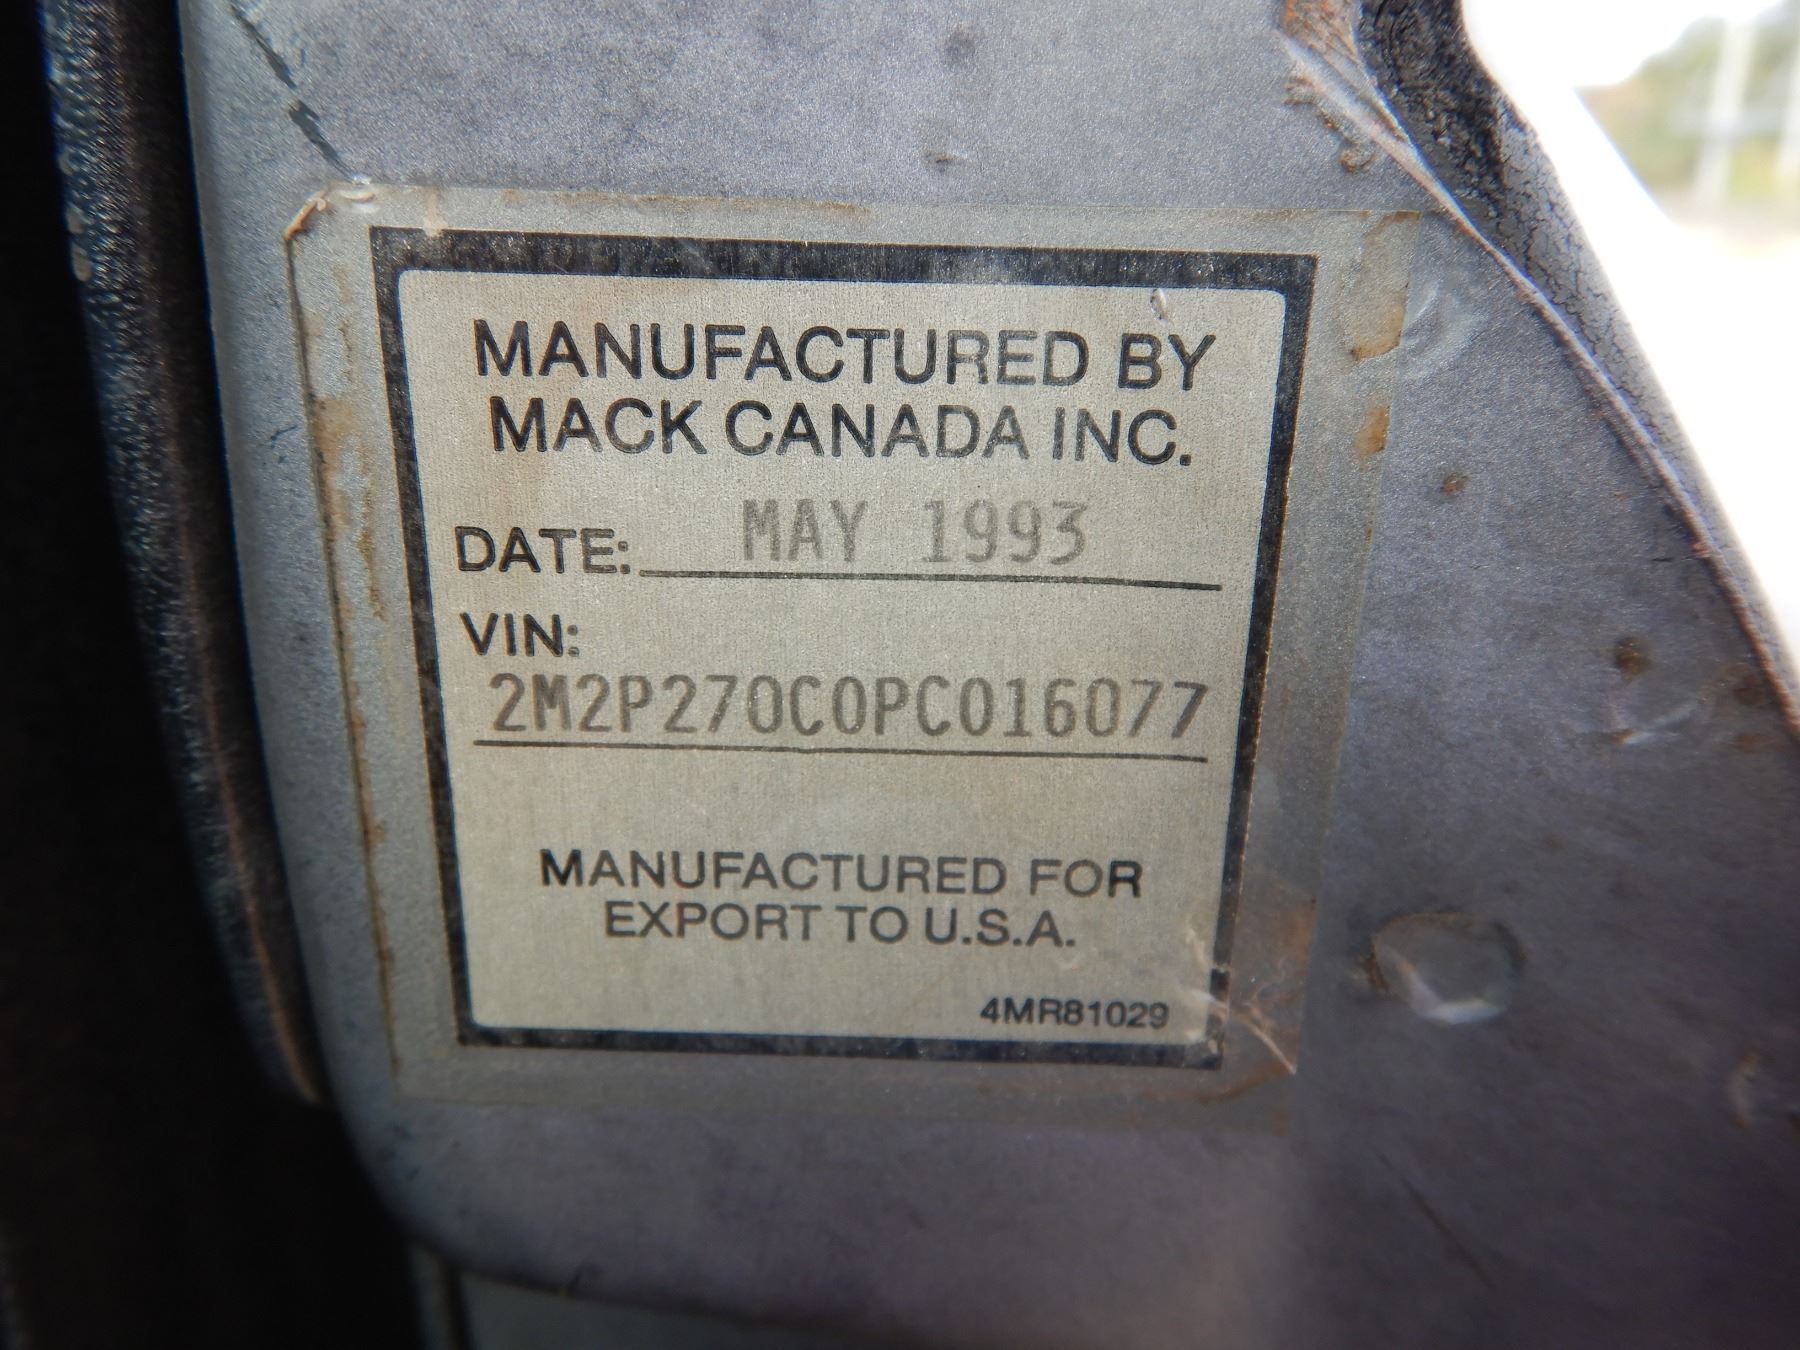 MANUFACTURED BY
MACK CANADA INC.
DATE: MAY 1993
VIN:
2M2P270C0PC016077
MANUFACTURED FOR
EXPORT TO U.S.A.
4MR81029